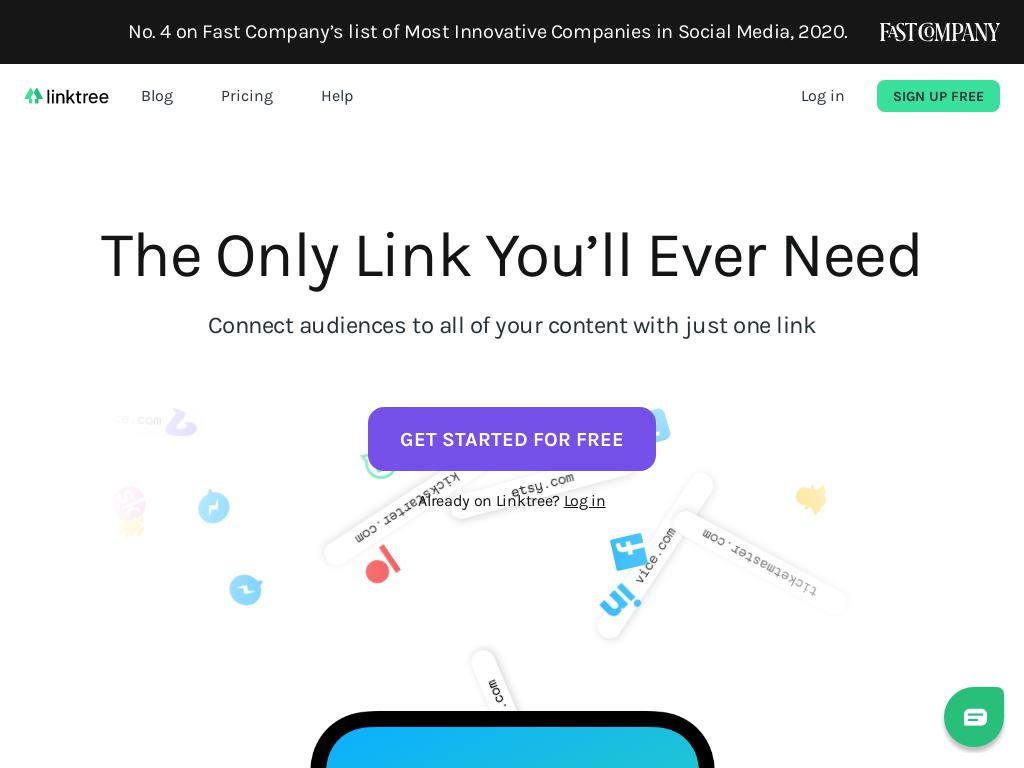 No. 4 on Fast Company’s list of Most Innovative Companies in Social Media, 2020.
FAST COMPANY
linktree
Blog
Pricing
Help
Log in
SIGN UP FREE
The Only Link You’ll Ever Need
Connect audiences to all of your content with just one link
ce.com
GET STARTED FOR FREE
kickstarter.com
etsy.com
Already on Linktree? Log in
vice.com
ticketmaster.com
in
.com